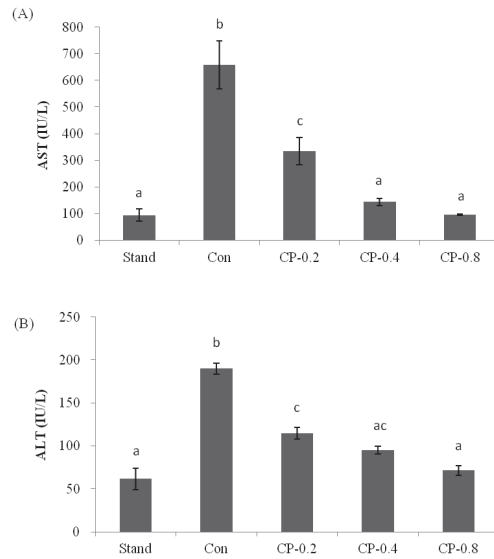 (A)
AST (IU/L)
800
700
600
500
400
300
200
100
0
a
b
c
a
a
Stand Con CP-0.2 CP-0.4 CP-0.8
(B)
ALT (IU/L)
250
200
150
100
50
0
a
b
c
ac
a
Stand Con CP-0.2 CP-0.4 CP-0.8